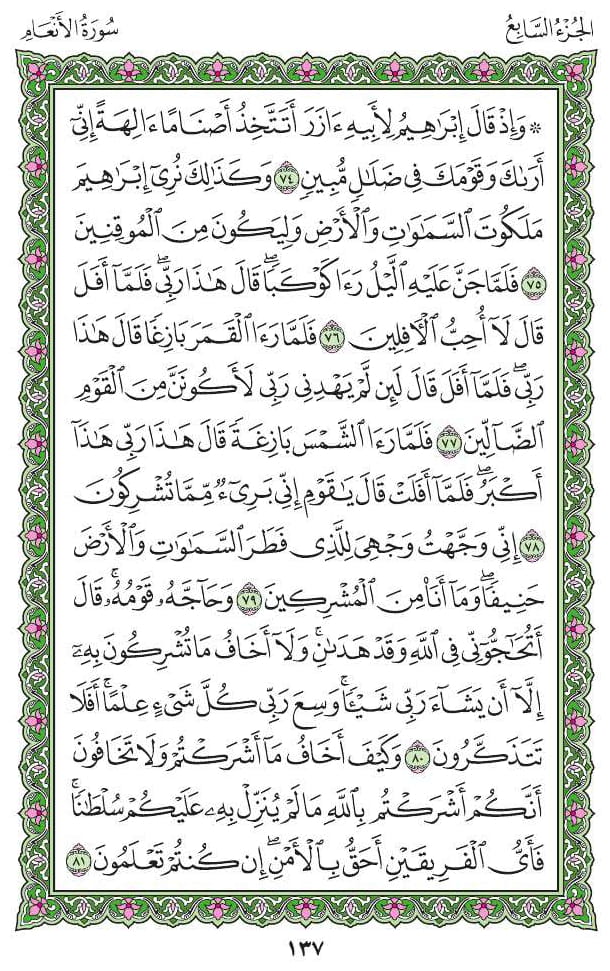 الجُزْءُ السَّابِعُ
سُورَةُ الأَنْعَام
۞ وَإِذْ قَالَ إِبْرَٰهِيمُ لِأَبِيهِ ءَازَرَ أَتَتَّخِذُ أَصْنَامًا ءَالِهَةً إِنِّيٓ
أَرَىٰكَ وَقَوْمَكَ فِي ضَلَٰلٖ مُّبِينٖ ٧٤ وَكَذَٰلِكَ نُرِيٓ إِبْرَٰهِيمَ
مَلَكُوتَ ٱلسَّمَٰوَٰتِ وَٱلْأَرْضِ وَلِيَكُونَ مِنَ ٱلْمُوقِنِينَ
٧٥ فَلَمَّا جَنَّ عَلَيْهِ ٱلَّيْلُ رَءَا كَوْكَبٗاۖ قَالَ هَٰذَا رَبِّيۖ فَلَمَّآ أَفَلَ
قَالَ لَآ أُحِبُّ ٱلْأٓفِلِينَ ٧٦ فَلَمَّا رَءَا ٱلْقَمَرَ بَازِغٗا قَالَ هَٰذَا
رَبِّيۖ فَلَمَّآ أَفَلَ قَالَ لَئِن لَّمْ يَهْدِنِي رَبِّي لَأَكُونَنَّ مِنَ ٱلْقَوْمِ
ٱلضَّآلِّينَ ٧٧ فَلَمَّا رَءَا ٱلشَّمْسَ بَازِغَةٗ قَالَ هَٰذَا رَبِّي هَٰذَآ
أَكْبَرُۖ فَلَمَّآ أَفَلَتْ قَالَ يَٰقَوْمِ إِنِّي بَرِيٓءٞ مِّمَّا تُشْرِكُونَ
٧٨ إِنِّي وَجَّهْتُ وَجْهِيَ لِلَّذِي فَطَرَ ٱلسَّمَٰوَٰتِ وَٱلْأَرْضَ
حَنِيفٗاۖ وَمَآ أَنَا۠ مِنَ ٱلْمُشْرِكِينَ ٧٩ وَحَآجَّهُۥ قَوْمُهُۥۚ قَالَ
أَتُحَٰٓجُّوٓنِّي فِي ٱللَّهِ وَقَدْ هَدَىٰنِۚ وَلَآ أَخَافُ مَا تُشْرِكُونَ بِهِۦٓ
إِلَّآ أَن يَشَآءَ رَبِّي شَيْـٔٗاۚ وَسِعَ رَبِّي كُلَّ شَيْءٍ عِلْمًاۚ أَفَلَا
تَتَذَكَّرُونَ ٨٠ وَكَيْفَ أَخَافُ مَآ أَشْرَكْتُمْ وَلَا تَخَافُونَ
أَنَّكُمْ أَشْرَكْتُم بِٱللَّهِ مَا لَمْ يُنَزِّلْ بِهِۦ عَلَيْكُمْ سُلْطَٰنٗاۚ
فَأَيُّ ٱلْفَرِيقَيْنِ أَحَقُّ بِٱلْأَمْنِۖ إِن كُنتُمْ تَعْلَمُونَ ٨١
١٣٧